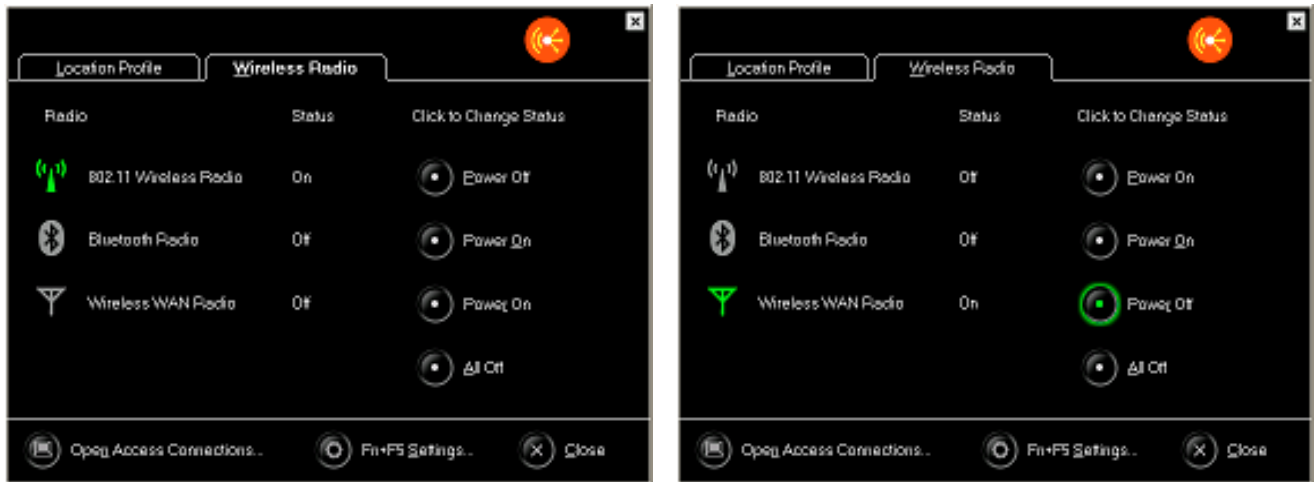 Location Profile Wireless Radio
Radio Status Click to Change Status
802.11 Wireless Radio On Power Off
Bluetooth Radio Off Power On
Wireless WAN Radio Off Power On
All Off
Open Access Connections... Fn+F5 Settings... Close
Location Profile Wireless Radio
Radio Status Click to Change Status
802.11 Wireless Radio Off Power On
Bluetooth Radio Off Power On
Wireless WAN Radio On Power Off
All Off
Open Access Connections... Fn+F5 Settings... Close